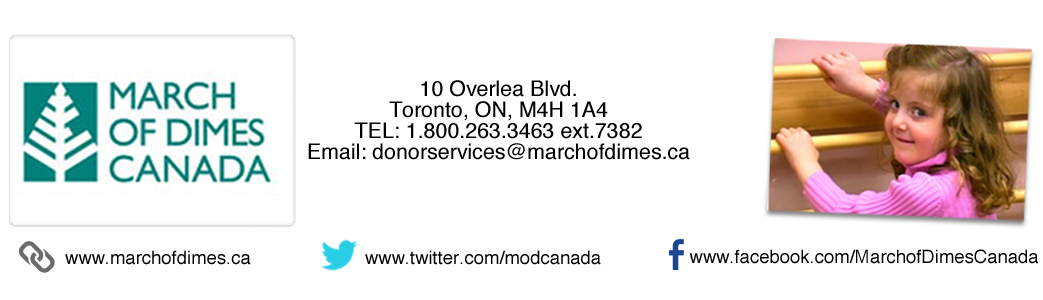 MARCH
OF DIMES
CANADA
10 Overlea Blvd.
Toronto, ON, M4H 1A4
TEL: 1.800.263.3463 ext.7382
Email: donorservices@marchofdimes.ca
www.marchofdimes.ca
www.twitter.com/modcanada
www.facebook.com/MarchofDimesCanada